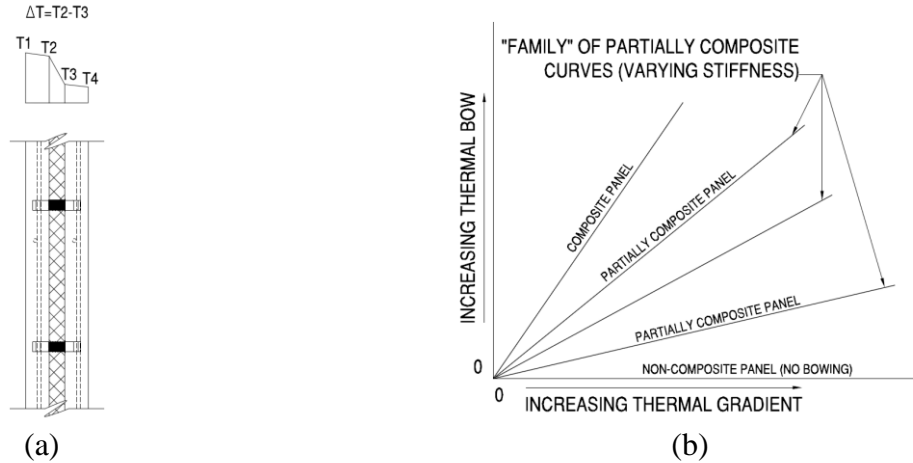 ΔT=T2-T3
T1
T2
T3
T4
(a)
"FAMILY" OF PARTIALLY COMPOSITE
CURVES (VARYING STIFFNESS)
INCREASING THERMAL BOW
COMPOSITE PANEL
PARTIALLY COMPOSITE PANEL
PARTIALLY COMPOSITE PANEL
NON-COMPOSITE PANEL (NO BOWING)
0
0
INCREASING THERMAL GRADIENT
(b)